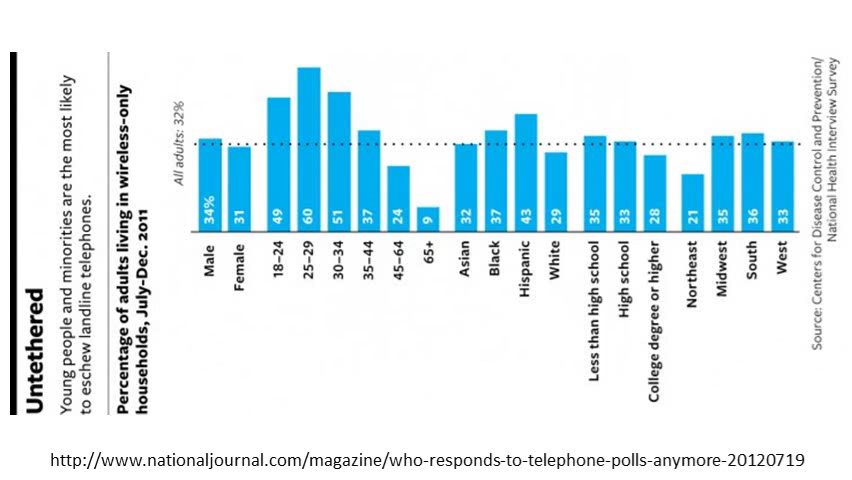 Untethered
Young people and minorities are the most likely
to eschew landline telephones.
Percentage of adults living in wireless-only
households, July-Dec. 2011
All adults: 32%
Male 34%
Female 31
18–24 49
25–29 60
30–34 51
35–44 37
45–64 24
65+ 9
Asian 32
Black 37
Hispanic 43
White 29
Less than high school 35
High school 33
College degree or higher 28
Northeast 21
Midwest 35
South 36
West 33
Source: Centers for Disease Control and Prevention/
National Health Interview Survey
http://www.nationaljournal.com/magazine/who-responds-to-telephone-polls-anymore-20120719